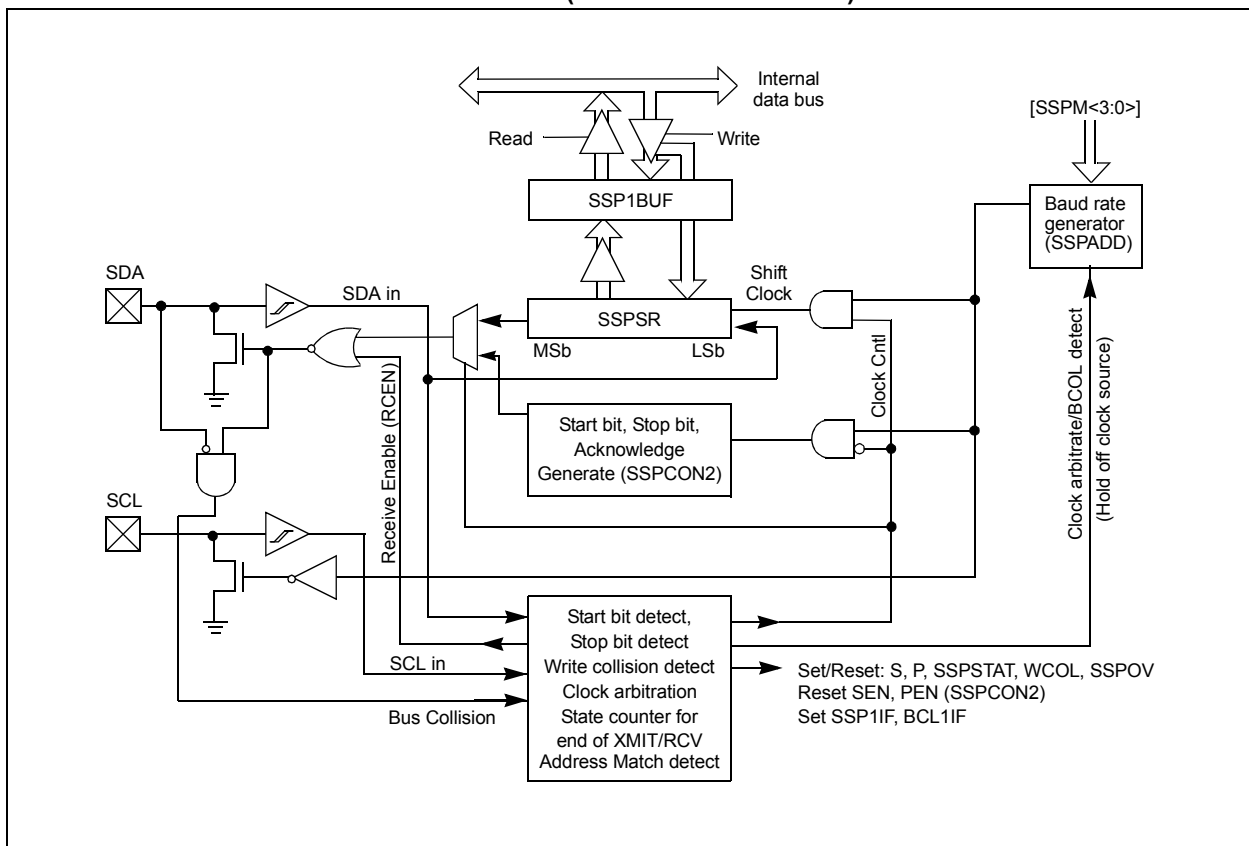 Internal
data bus
[SSPM<3:0>]
Read
Write
SSP1BUF
Baud rate
generator
(SSPADD)
SDA
Shift
Clock
SDA in
SSPSR
MSb
LSb
Receive Enable (RCEN)
Clock Cntl
Clock arbitrate/BCOL detect
(Hold off clock source)
Start bit, Stop bit,
Acknowledge
Generate (SSPCON2)
SCL
Start bit detect,
Stop bit detect
Write collision detect
Clock arbitration
State counter for
end of XMIT/RCV
Address Match detect
SCL in
Bus Collision
Set/Reset: S, P, SSPSTAT, WCOL, SSPOV
Reset SEN, PEN (SSPCON2)
Set SSP1IF, BCL1IF